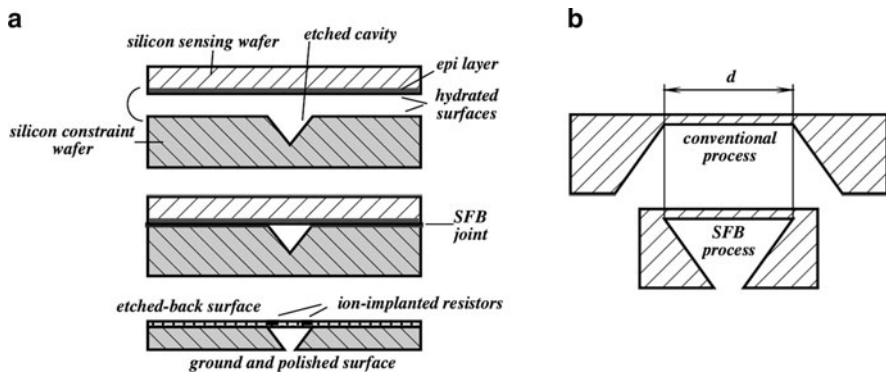 a
silicon sensing wafer
etched cavity
epi layer
hydrated
surfaces
silicon constraint
wafer
SFB
joint
etched-back surface
ion-implanted resistors
ground and polished surface
b
d
conventional
process
SFB
process